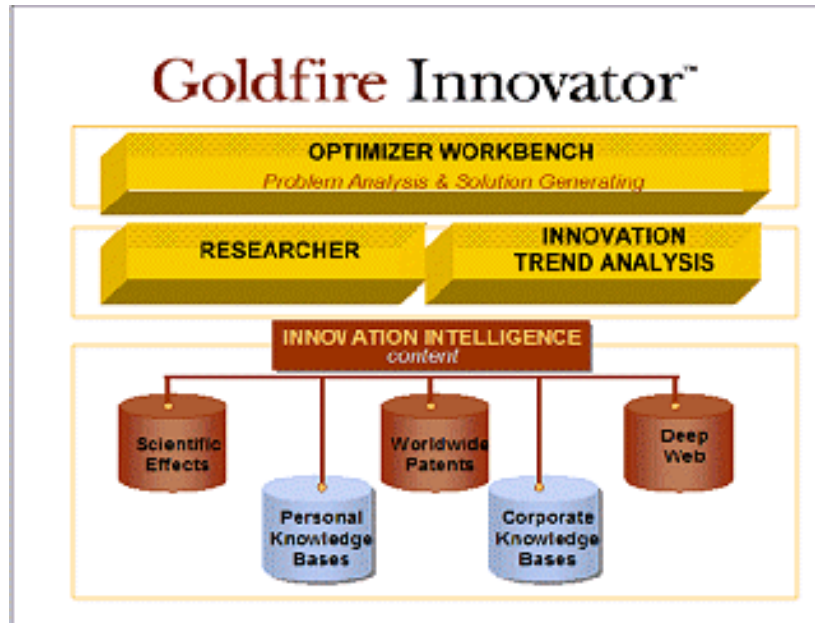 Goldfire Innovator™
OPTIMIZER WORKBENCH
Problem Analysis & Solution Generating
RESEARCHER
INNOVATION
TREND ANALYSIS
INNOVATION INTELLIGENCE
content
Scientific
Effects
Worldwide
Patents
Deep
Web
Personal
Knowledge
Bases
Corporate
Knowledge
Bases